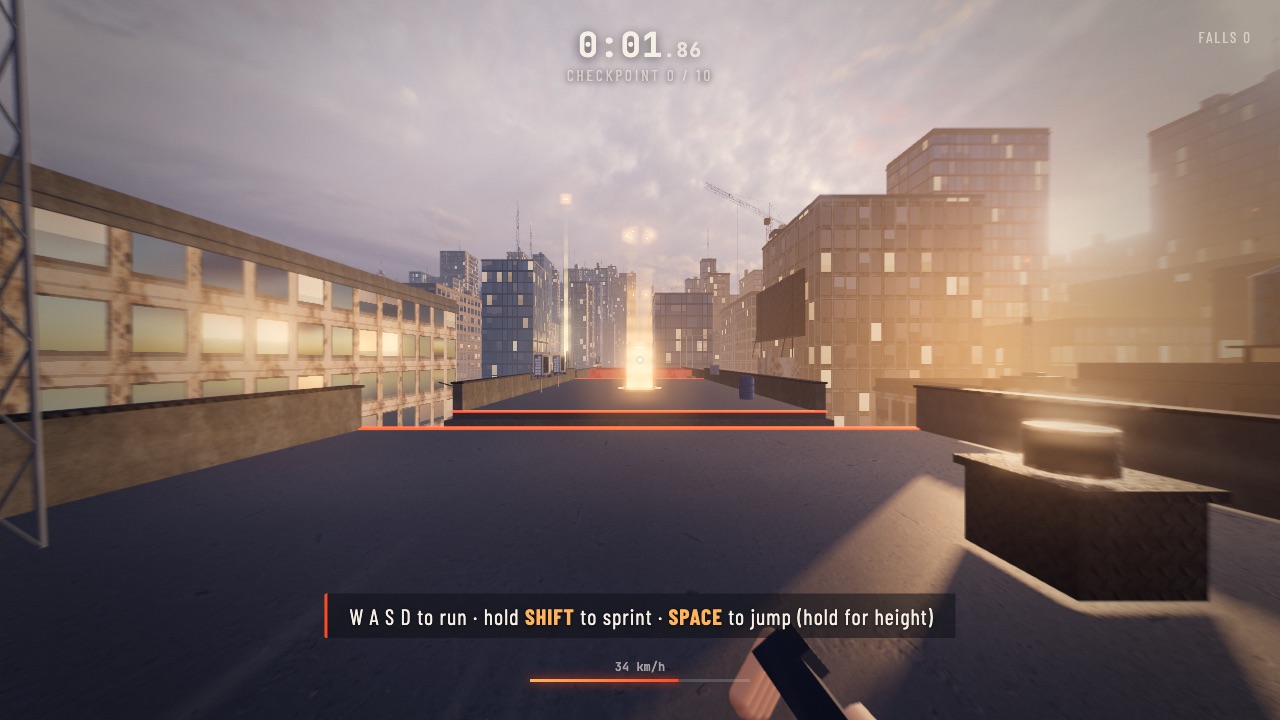 0:01.86
CHECKPOINT 0 / 10
FALLS 0
W A S D to run · hold SHIFT to sprint · SPACE to jump (hold for height)
34 km/h